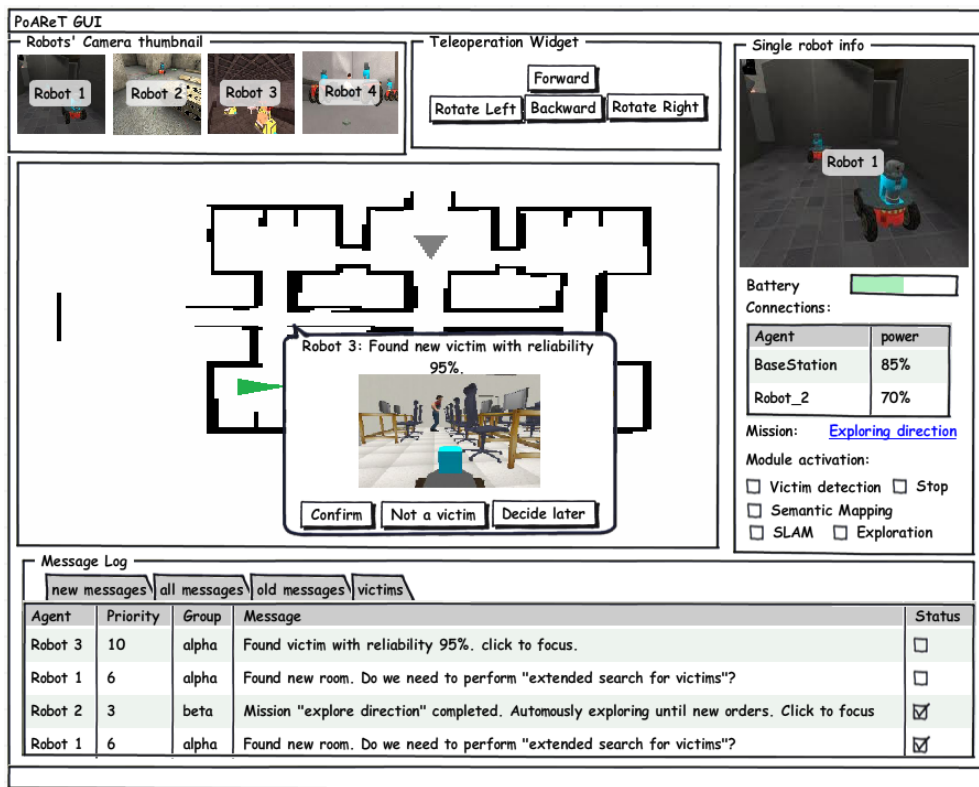 PoAReT GUI
Robots' Camera thumbnail
Robot 1
Robot 2
Robot 3
Robot 4
Teleoperation Widget
Forward
Rotate Left
Backward
Rotate Right
Single robot info
Robot 1
Battery
Connections:
Agent power
BaseStation 85%
Robot_2 70%
Mission: Exploring direction
Module activation:
Victim detection Stop
Semantic Mapping
SLAM Exploration
Robot 3: Found new victim with reliability
95%.
Confirm Not a victim Decide later
Message Log
new messages all messages old messages victims
Agent Priority Group Message Status
Robot 3 10 alpha Found victim with reliability 95%. click to focus.
Robot 1 6 alpha Found new room. Do we need to perform "extended search for victims"?
Robot 2 3 beta Mission "explore direction" completed. Automously exploring until new orders. Click to focus
Robot 1 6 alpha Found new room. Do we need to perform "extended search for victims"?